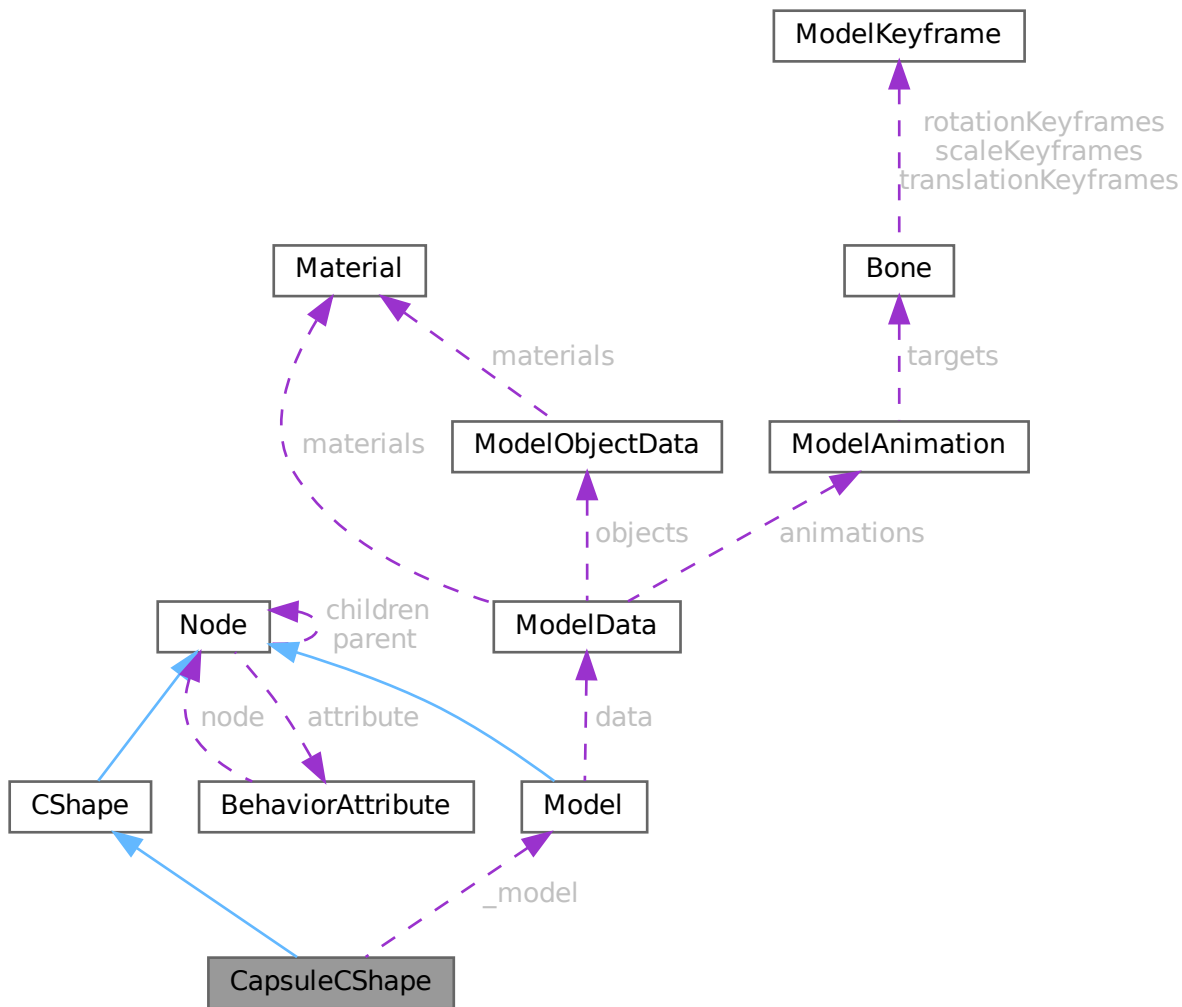 ModelKeyframe
rotationKeyframes
scaleKeyframes
translationKeyframes
Material
Bone
materials
targets
materials
ModelObjectData
ModelAnimation
objects
animations
Node
children
parent
ModelData
node
attribute
data
CShape
BehaviorAttribute
Model
_model
CapsuleCShape